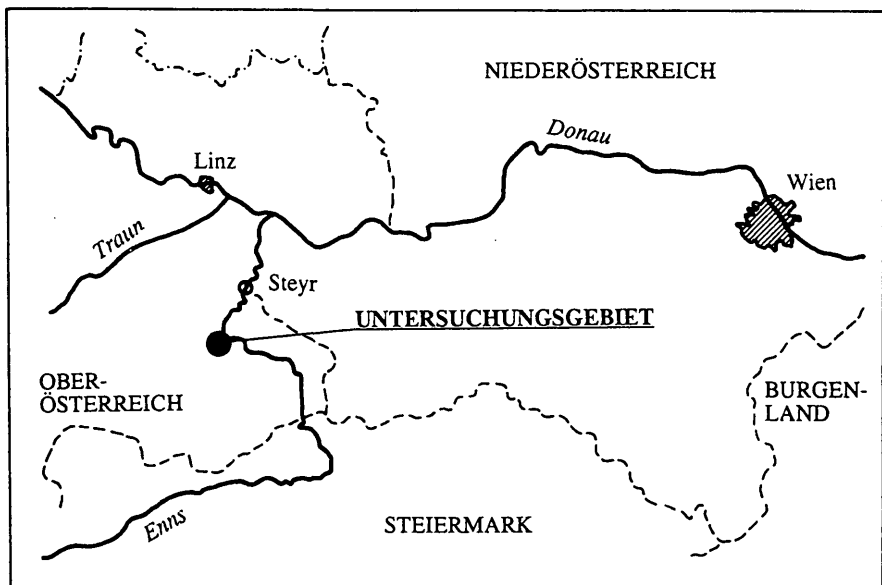 NIEDERÖSTERREICH
Donau
Linz
Wien
Traun
Steyr
UNTERSUCHUNGSGEBIET
OBER-
ÖSTERREICH
BURGEN-
LAND
Enns
STEIERMARK